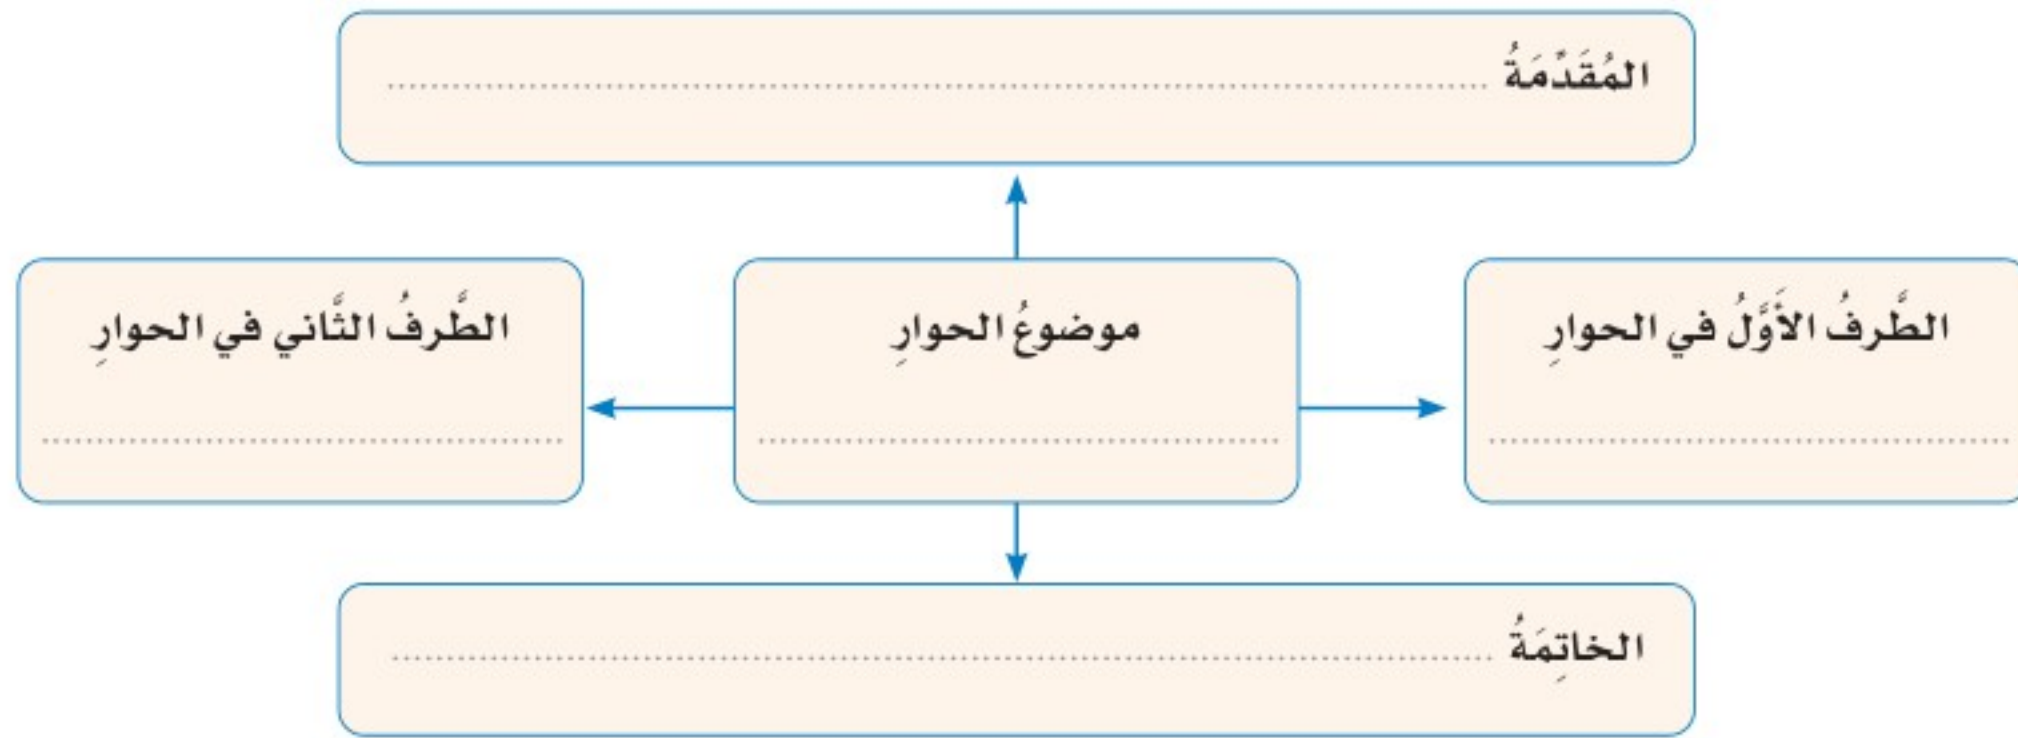 المُقَدِّمَةُ ........................................................................
الطَّرفُ الأَوَّلُ في الحوارِ
........................................
موضوعُ الحوارِ
........................................
الطَّرفُ الثَّاني في الحوارِ
........................................
الخاتِمَةُ ........................................................................